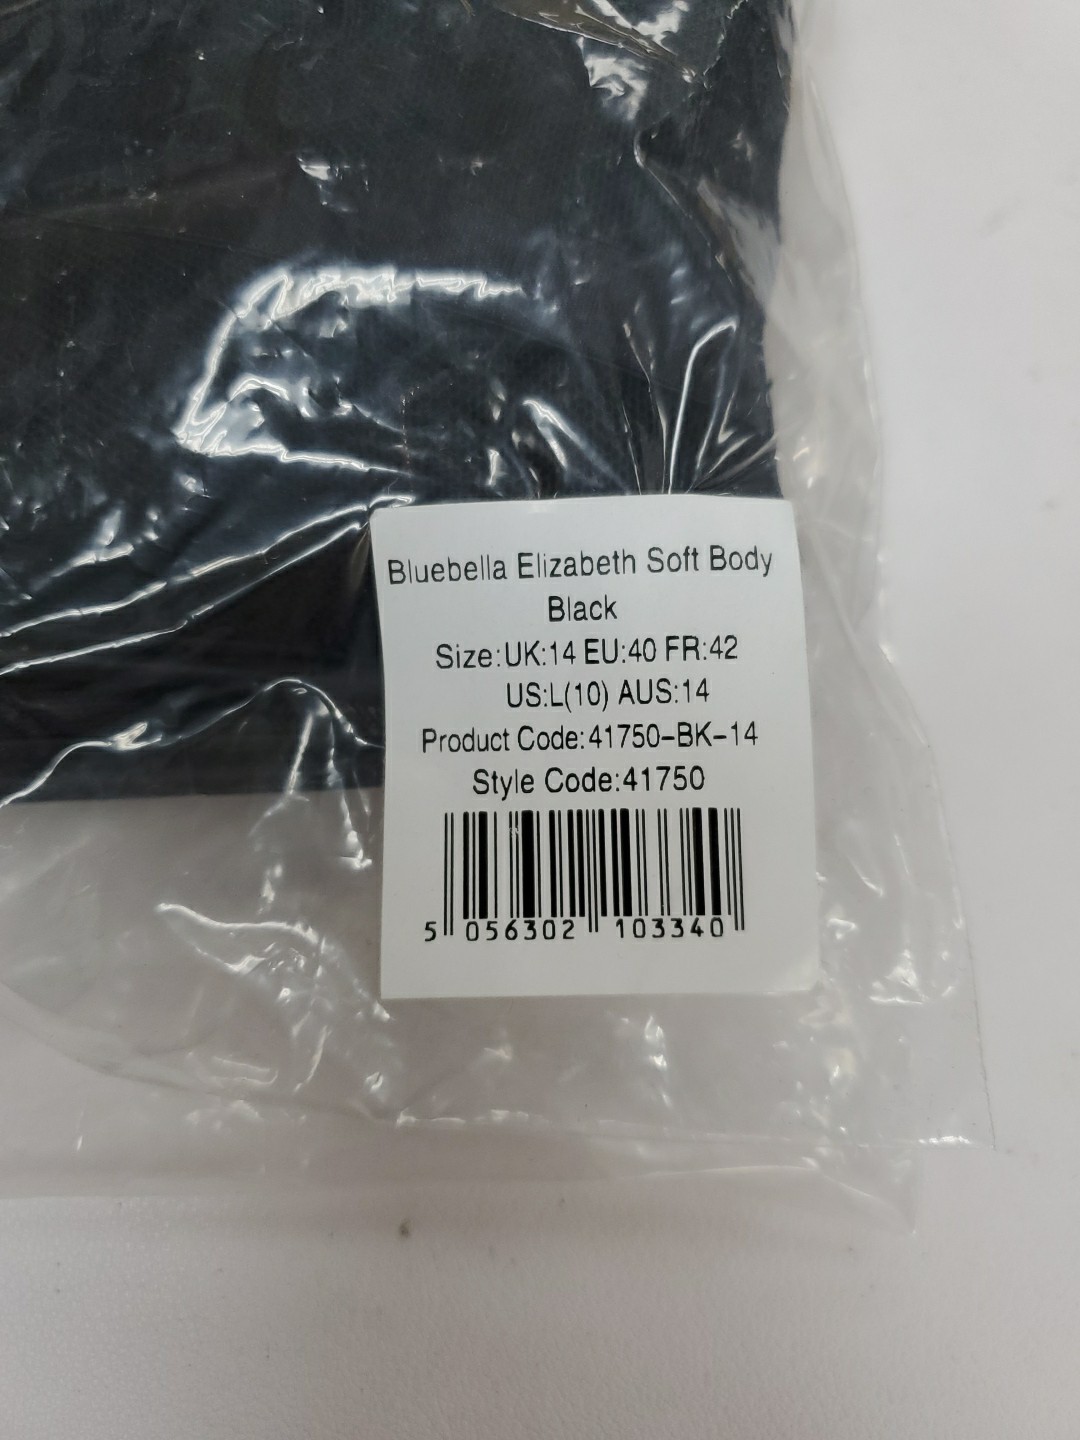 Bluebella Elizabeth Soft Body
Black
Size:UK:14 EU:40 FR:42
US:L(10) AUS:14
Product Code:41750-BK-14
Style Code:41750
5 056302 103340